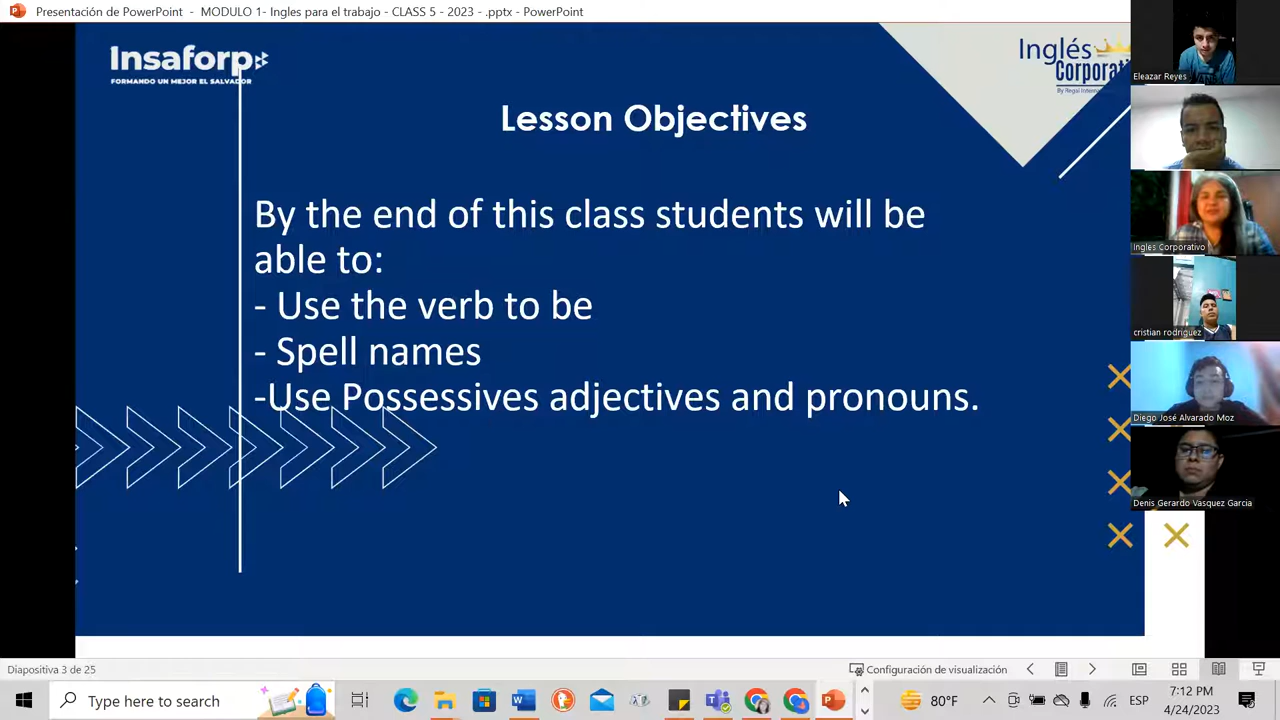 Presentación de PowerPoint - MODULO 1- Ingles para el trabajo - CLASS 5 - 2023 - .pptx - PowerPoint
Insaforp
FORMANDO UN MEJOR EL SALVADOR
Inglés
Corporati
By Regal Interna
Lesson Objectives
By the end of this class students will be
able to:
- Use the verb to be
- Spell names
-Use Possessives adjectives and pronouns.
Eleazar Reyes
Ingles Corporativo
cristian rodriguez
Diego José Alvarado Moz
Denis Gerardo Vasquez Garcia
Diapositiva 3 de 25
Configuración de visualización
Type here to search
80°F
ESP
7:12 PM
4/24/2023